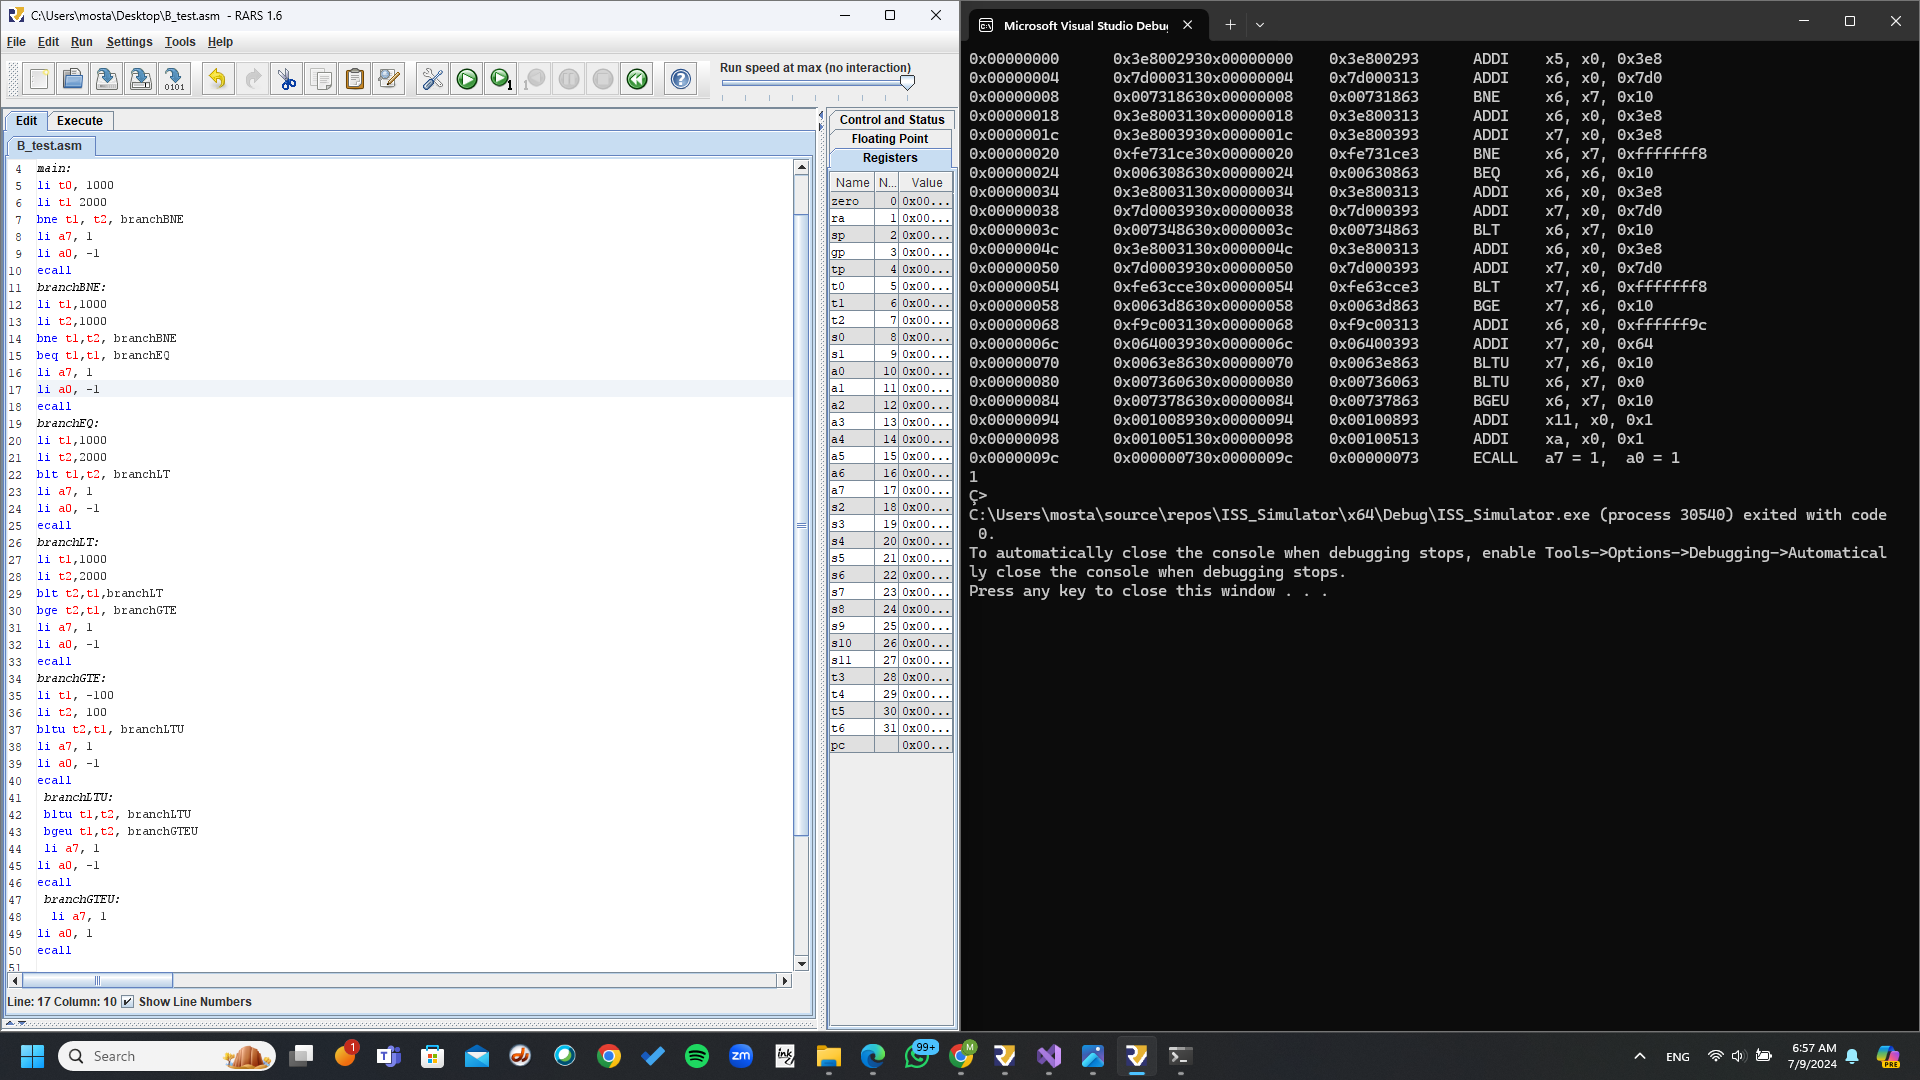 C:\Users\mosta\Desktop\B_test.asm - RARS 1.6
File Edit Run Settings Tools Help
Run speed at max (no interaction)
Edit Execute
B_test.asm
4 main:
5 li t0, 1000
6 li t1 2000
7 bne t1, t2, branchBNE
8 li a7, 1
9 li a0, -1
10 ecall
11 branchBNE:
12 li t1,1000
13 li t2,1000
14 bne t1,t2, branchBNE
15 beq t1,t1, branchEQ
16 li a7, 1
17 li a0, -1
18 ecall
19 branchEQ:
20 li t1,1000
21 li t2,2000
22 blt t1,t2, branchLT
23 li a7, 1
24 li a0, -1
25 ecall
26 branchLT:
27 li t1,1000
28 li t2,2000
29 blt t2,t1,branchLT
30 bge t2,t1, branchGTE
31 li a7, 1
32 li a0, -1
33 ecall
34 branchGTE:
35 li t1, -100
36 li t2, 100
37 bltu t2,t1, branchLTU
38 li a7, 1
39 li a0, -1
40 ecall
41 branchLTU:
42 bltu t1,t2, branchLTU
43 bgeu t1,t2, branchGTEU
44 li a7, 1
45 li a0, -1
46 ecall
47 branchGTEU:
48 li a7, 1
49 li a0, 1
50 ecall
51
Line: 17 Column: 10 Show Line Numbers
Control and Status
Floating Point
Registers
Name N... Value
zero 0 0x00...
ra 1 0x00...
sp 2 0x00...
gp 3 0x00...
tp 4 0x00...
t0 5 0x00...
t1 6 0x00...
t2 7 0x00...
s0 8 0x00...
s1 9 0x00...
a0 10 0x00...
a1 11 0x00...
a2 12 0x00...
a3 13 0x00...
a4 14 0x00...
a5 15 0x00...
a6 16 0x00...
a7 17 0x00...
s2 18 0x00...
s3 19 0x00...
s4 20 0x00...
s5 21 0x00...
s6 22 0x00...
s7 23 0x00...
s8 24 0x00...
s9 25 0x00...
s10 26 0x00...
s11 27 0x00...
t3 28 0x00...
t4 29 0x00...
t5 30 0x00...
t6 31 0x00...
pc 0x00...
Microsoft Visual Studio Debug
0x00000000 0x3e8002930x00000000 0x3e800293 ADDI x5, x0, 0x3e8
0x00000004 0x7d0003130x00000004 0x7d000313 ADDI x6, x0, 0x7d0
0x00000008 0x007318630x00000008 0x00731863 BNE x6, x7, 0x10
0x00000018 0x3e8003130x00000018 0x3e800313 ADDI x6, x0, 0x3e8
0x0000001c 0x3e8003930x0000001c 0x3e800393 ADDI x7, x0, 0x3e8
0x00000020 0xfe731ce30x00000020 0xfe731ce3 BNE x6, x7, 0xfffffff8
0x00000024 0x006308630x00000024 0x00630863 BEQ x6, x6, 0x10
0x00000034 0x3e8003130x00000034 0x3e800313 ADDI x6, x0, 0x3e8
0x00000038 0x7d0003930x00000038 0x7d000393 ADDI x7, x0, 0x7d0
0x0000003c 0x007348630x0000003c 0x00734863 BLT x6, x7, 0x10
0x0000004c 0x3e8003130x0000004c 0x3e800313 ADDI x6, x0, 0x3e8
0x00000050 0x7d0003930x00000050 0x7d000393 ADDI x7, x0, 0x7d0
0x00000054 0xfe63cce30x00000054 0xfe63cce3 BLT x7, x6, 0xfffffff8
0x00000058 0x0063d8630x00000058 0x0063d863 BGE x7, x6, 0x10
0x00000068 0xf9c003130x00000068 0xf9c00313 ADDI x6, x0, 0xffffff9c
0x0000006c 0x064003930x0000006c 0x06400393 ADDI x7, x0, 0x64
0x00000070 0x0063e8630x00000070 0x0063e863 BLTU x7, x6, 0x10
0x00000080 0x007360630x00000080 0x00736063 BLTU x6, x7, 0x0
0x00000084 0x007378630x00000084 0x00737863 BGEU x6, x7, 0x10
0x00000094 0x001008930x00000094 0x00100893 ADDI x11, x0, 0x1
0x00000098 0x001005130x00000098 0x00100513 ADDI xa, x0, 0x1
0x0000009c 0x000000730x0000009c 0x00000073 ECALL a7 = 1, a0 = 1
1
Ç>
C:\Users\mosta\source\repos\ISS_Simulator\x64\Debug\ISS_Simulator.exe (process 30540) exited with code
0.
To automatically close the console when debugging stops, enable Tools->Options->Debugging->Automatical
ly close the console when debugging stops.
Press any key to close this window . . .
Search
1
zm
ink
99+
M
ENG
6:57 AM
7/9/2024
PRE